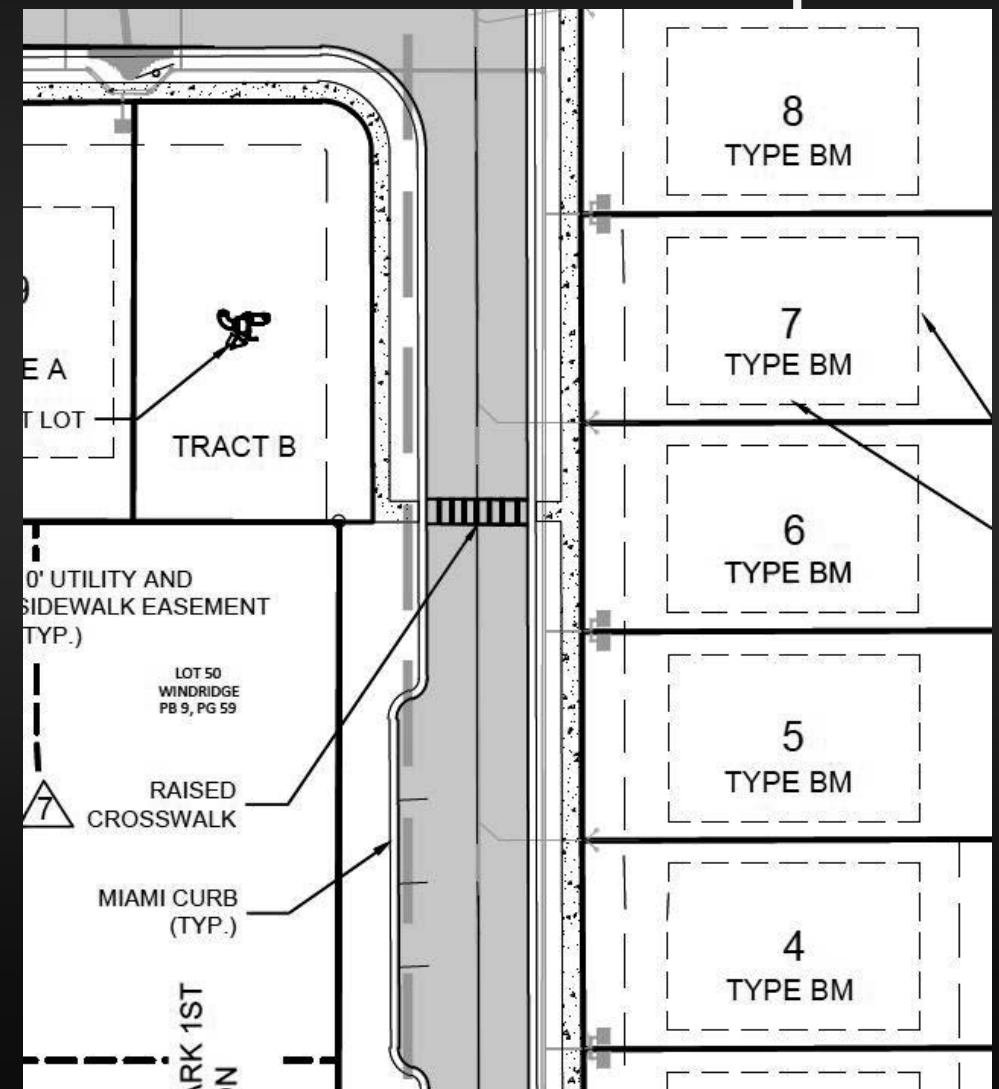 8
TYPE BM
7
TYPE BM
6
TYPE BM
5
TYPE BM
4
TYPE BM
9
E A
T LOT
TRACT B
0' UTILITY AND
SIDEWALK EASEMENT
TYP.)
LOT 50
WINDRIDGE
PB 9, PG 59
7
RAISED
CROSSWALK
MIAMI CURB
(TYP.)
ARK 1ST
ON